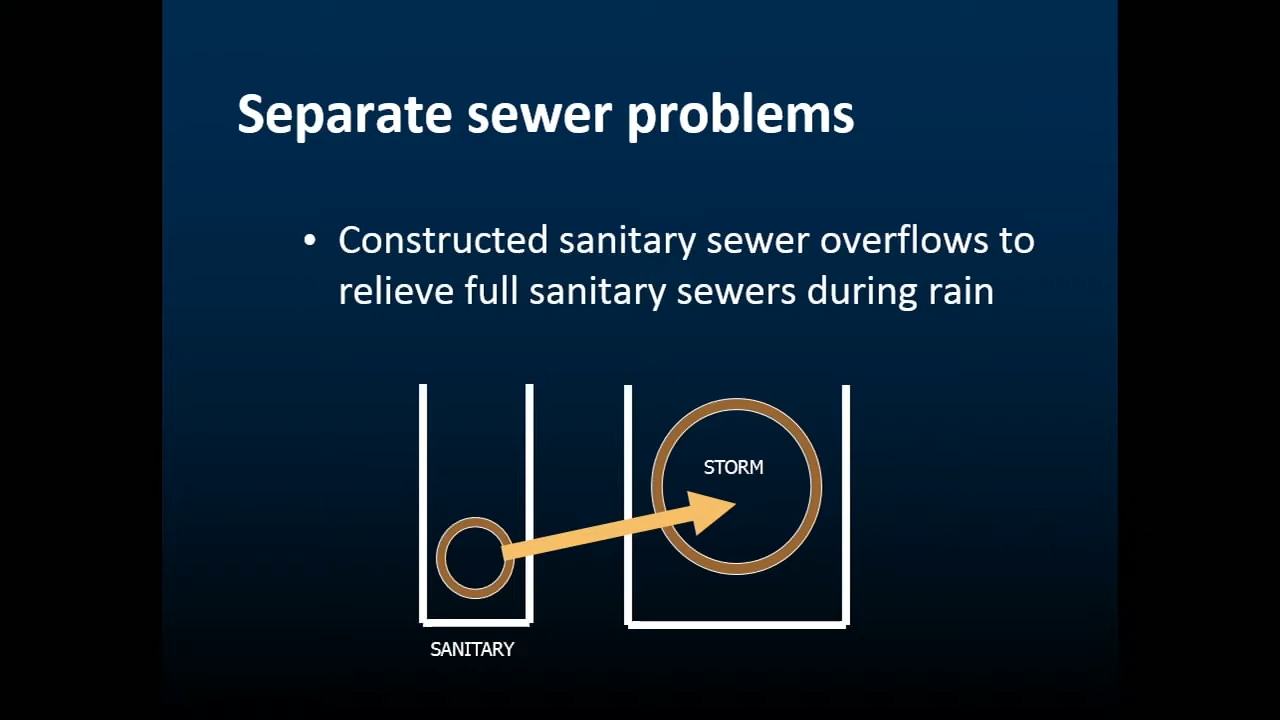 Separate sewer problems
• Constructed sanitary sewer overflows to
relieve full sanitary sewers during rain
STORM
SANITARY